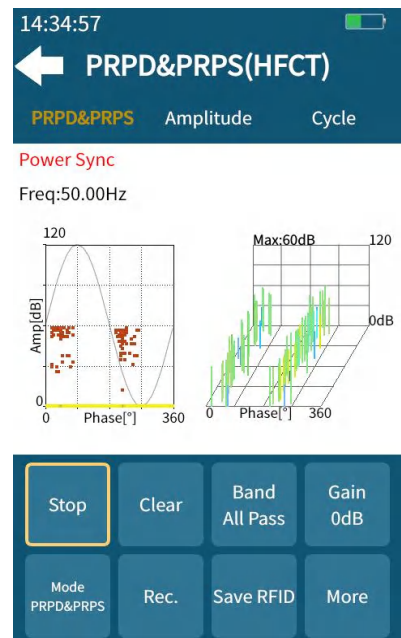 14:34:57
PRPD&PRPS(HFCT)
PRPD&PRPS Amplitude Cycle
Power Sync
Freq:50.00Hz
120
Amp[dB]
0
0 Phase[°] 360
Max:60dB 120
0dB
0 Phase[°] 360
Stop
Clear
Band
All Pass
Gain
0dB
Mode
PRPD&PRPS
Rec.
Save RFID
More